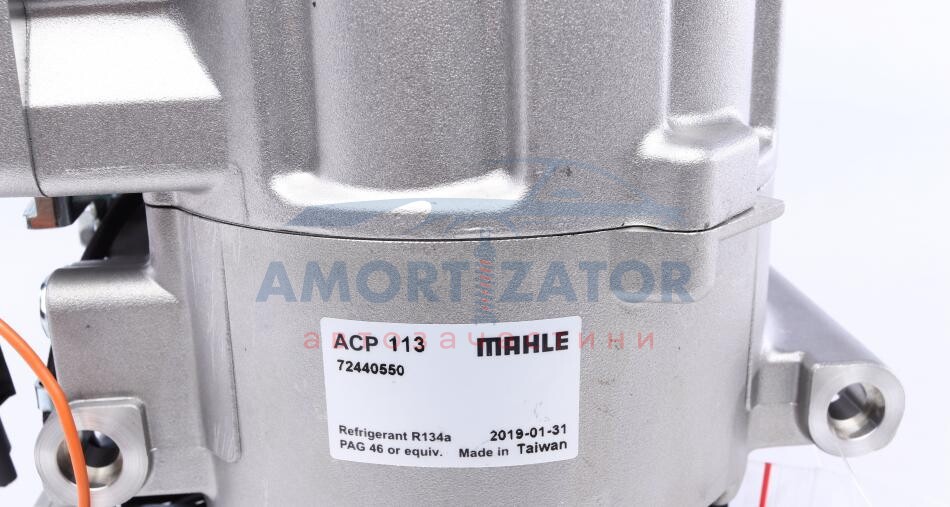 AMORTIZATOR
автозапчастини
ACP 113 MAHLE
72440550
Refrigerant R134a 2019-01-31
PAG 46 or equiv. Made in Taiwan